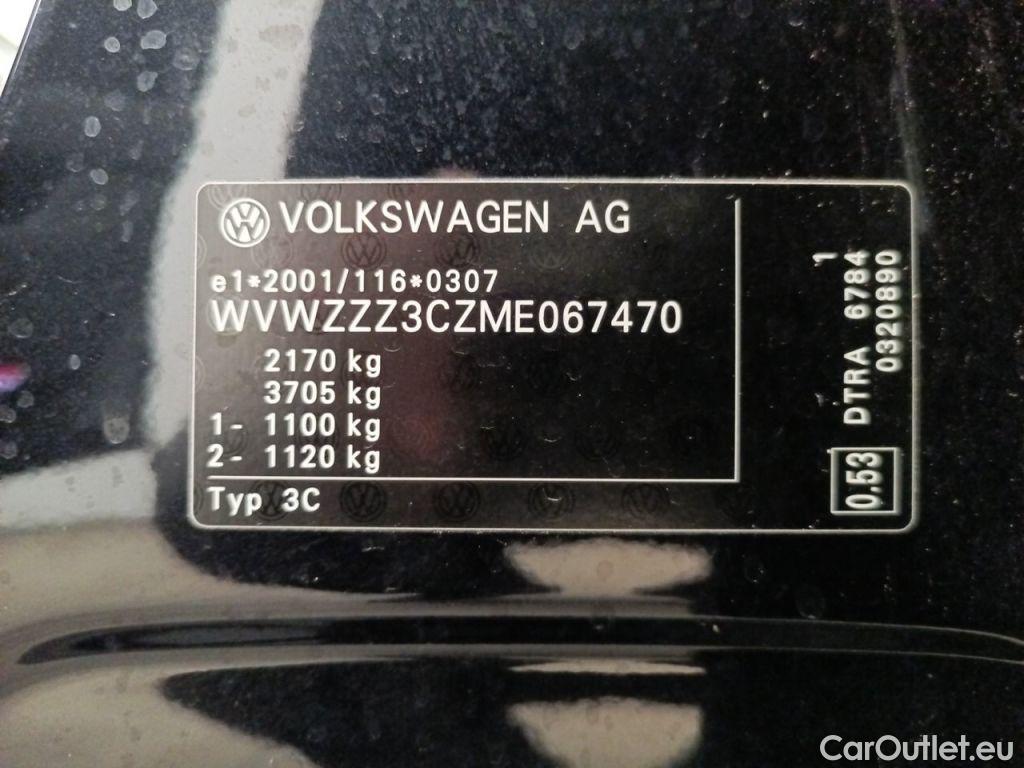 VOLKSWAGEN AG
e1*2001/116*0307
WVWZZZ3CZME067470
2170 kg
3705 kg
1- 1100 kg
2- 1120 kg
Typ 3C
1
DTRA 6784
0320890
0.53
CarOutlet.eu